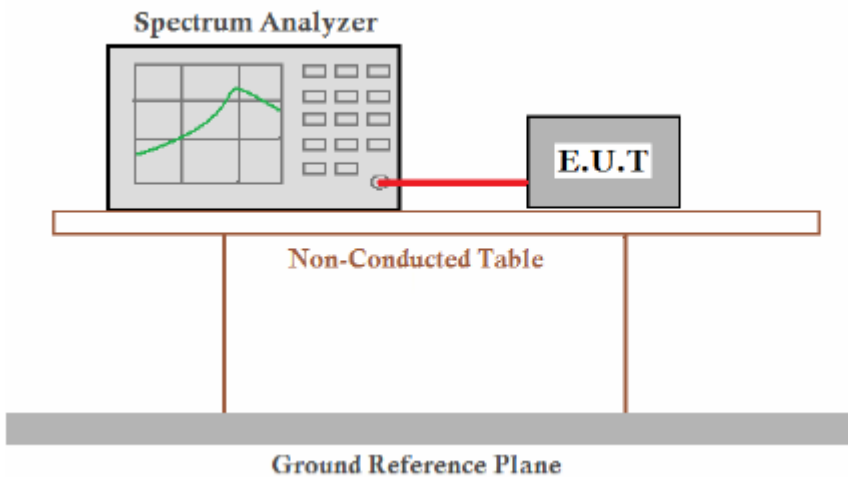 Spectrum Analyzer
E.U.T
Non-Conducted Table
Ground Reference Plane